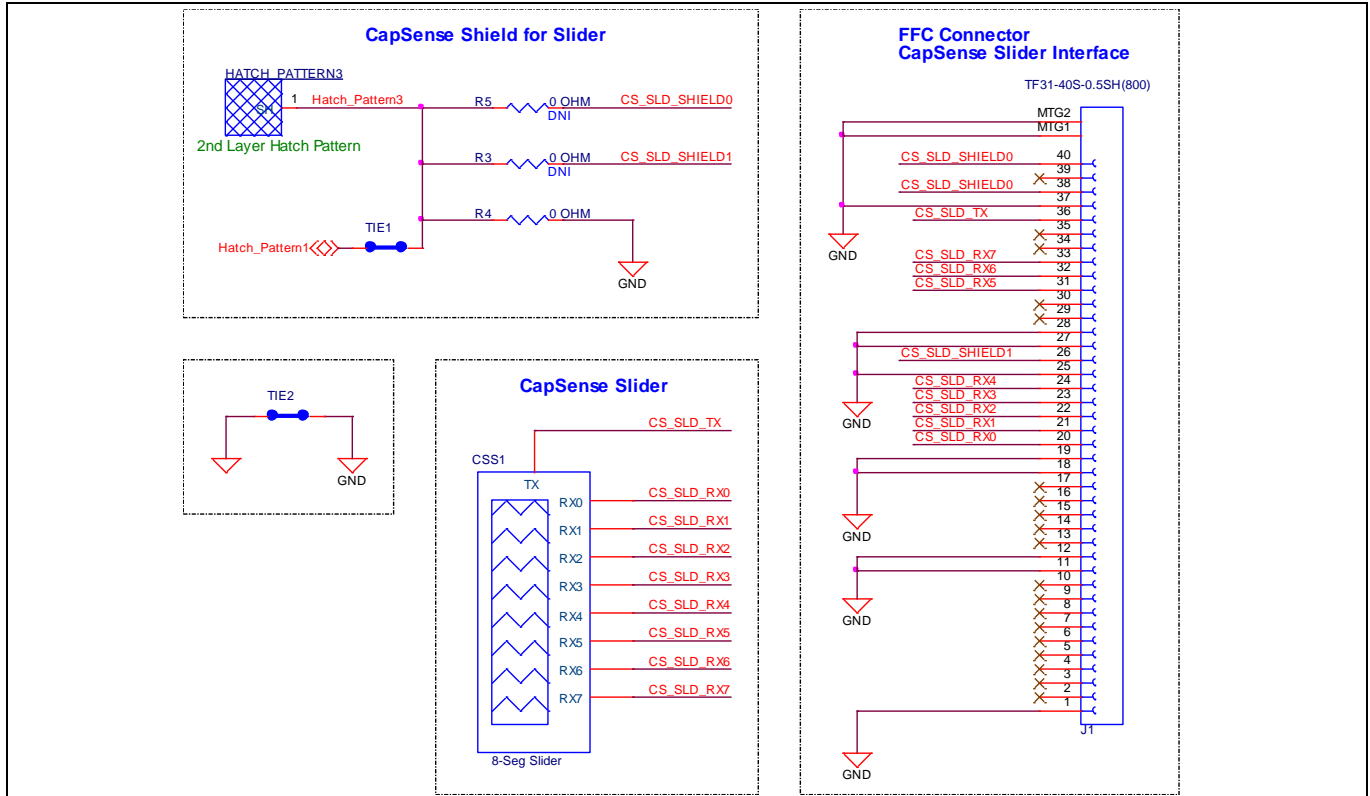 CapSense Shield for Slider
HATCH_PATTERN3
SH
1
Hatch_Pattern3
2nd Layer Hatch Pattern
R5
0 OHM
DNI
CS_SLD_SHIELD0
R3
0 OHM
DNI
CS_SLD_SHIELD1
R4
0 OHM
TIE1
Hatch_Pattern1
GND
TIE2
GND
CapSense Slider
CS_SLD_TX
CSS1
TX
RX0 CS_SLD_RX0
RX1 CS_SLD_RX1
RX2 CS_SLD_RX2
RX3 CS_SLD_RX3
RX4 CS_SLD_RX4
RX5 CS_SLD_RX5
RX6 CS_SLD_RX6
RX7 CS_SLD_RX7
8-Seg Slider
FFC Connector
CapSense Slider Interface
TF31-40S-0.5SH(800)
MTG2
MTG1
CS_SLD_SHIELD0 40
39
CS_SLD_SHIELD0 38
37
CS_SLD_TX 36
35
34
GND
33
CS_SLD_RX7
CS_SLD_RX6 32
CS_SLD_RX5 31
30
29
28
27
CS_SLD_SHIELD1 26
25
CS_SLD_RX4 24
CS_SLD_RX3 23
CS_SLD_RX2 22
GND
CS_SLD_RX1 21
CS_SLD_RX0 20
19
18
17
16
15
14
GND
13
12
11
10
9
8
GND
7
6
5
4
3
2
1
J1
GND